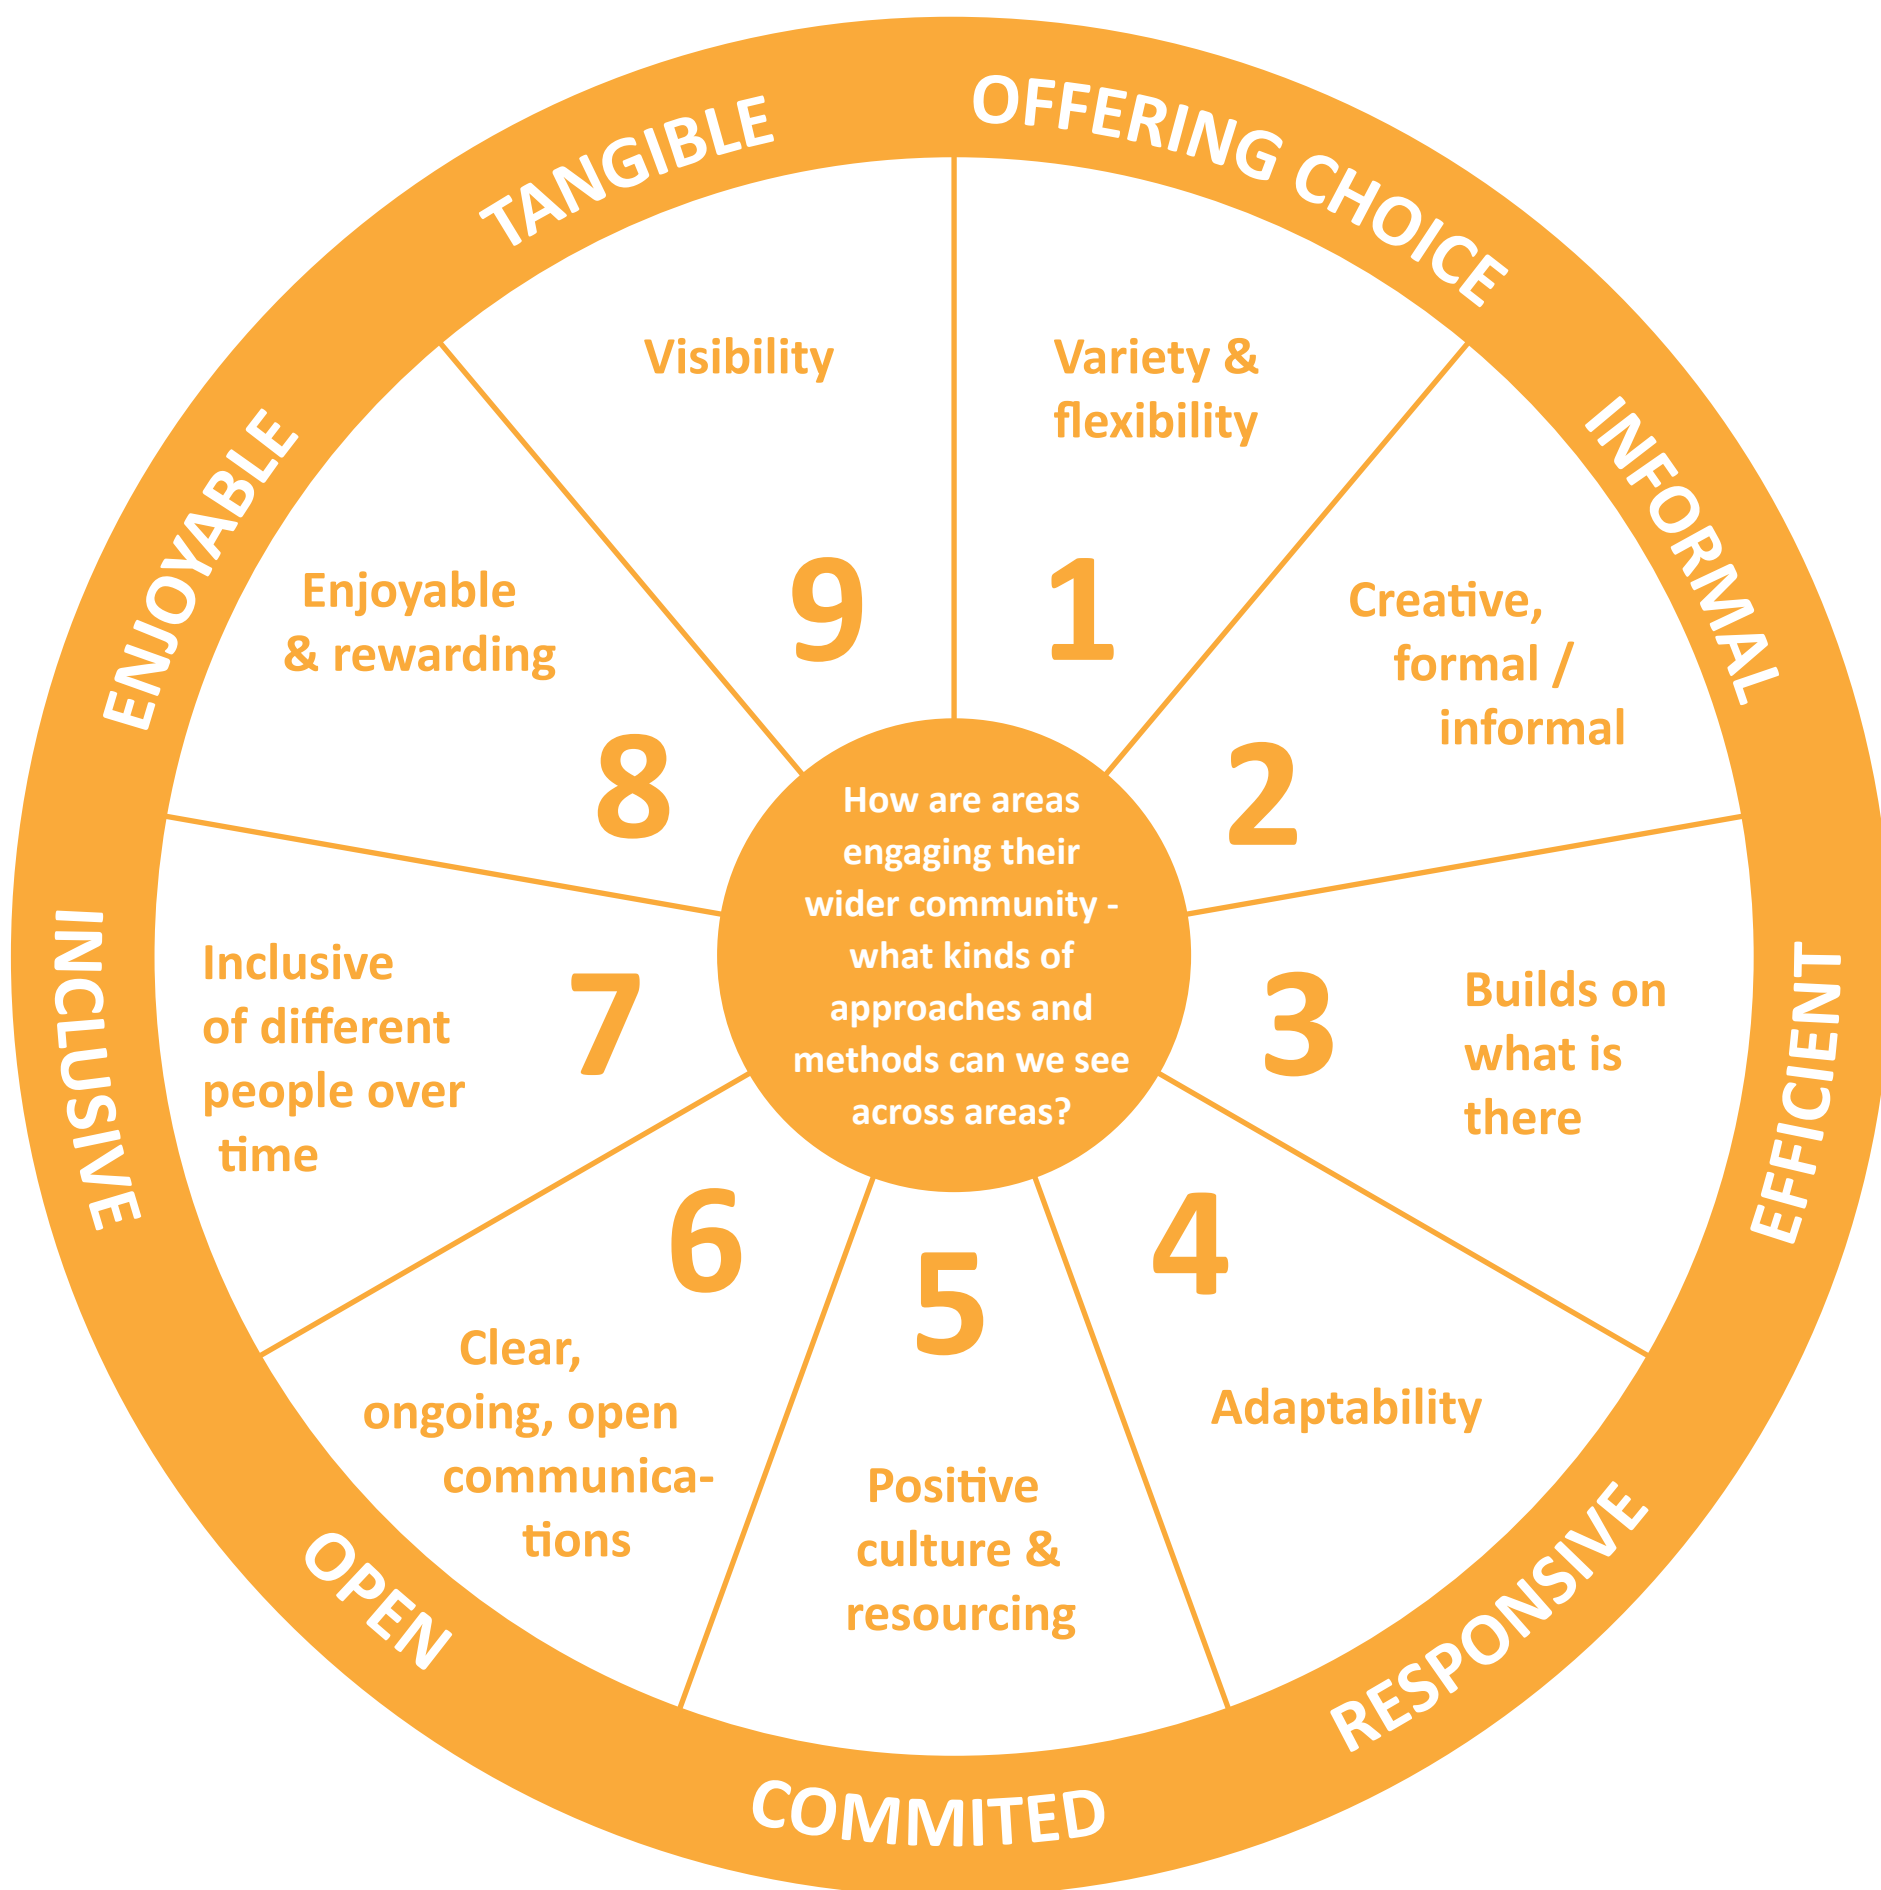 OFFERING CHOICE
INFORMAL
EFFICIENT
RESPONSIVE
COMMITED
OPEN
INCLUSIVE
ENJOYABLE
TANGIBLE
Variety &
flexibility
1
Creative,
formal /
informal
2
Builds on
what is
there
3
Adaptability
4
Positive
culture &
resourcing
5
Clear,
ongoing, open
communica-
tions
6
Inclusive
of different
people over
time
7
Enjoyable
& rewarding
8
Visibility
9
How are areas
engaging their
wider community -
what kinds of
approaches and
methods can we see
across areas?